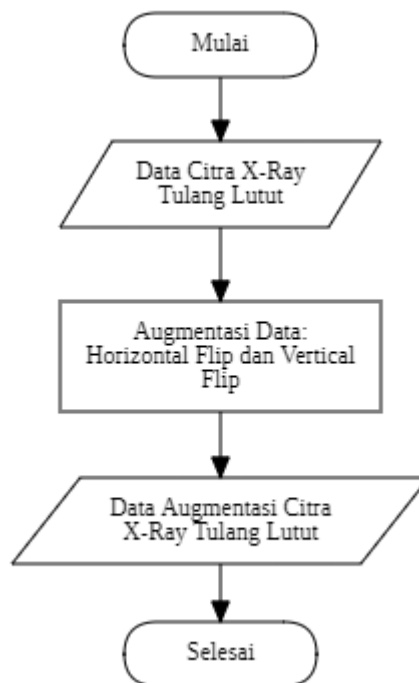 Mulai
Data Citra X-Ray
Tulang Lutut
Augmentasi Data:
Horizontal Flip dan Vertical
Flip
Data Augmentasi Citra
X-Ray Tulang Lutut
Selesai